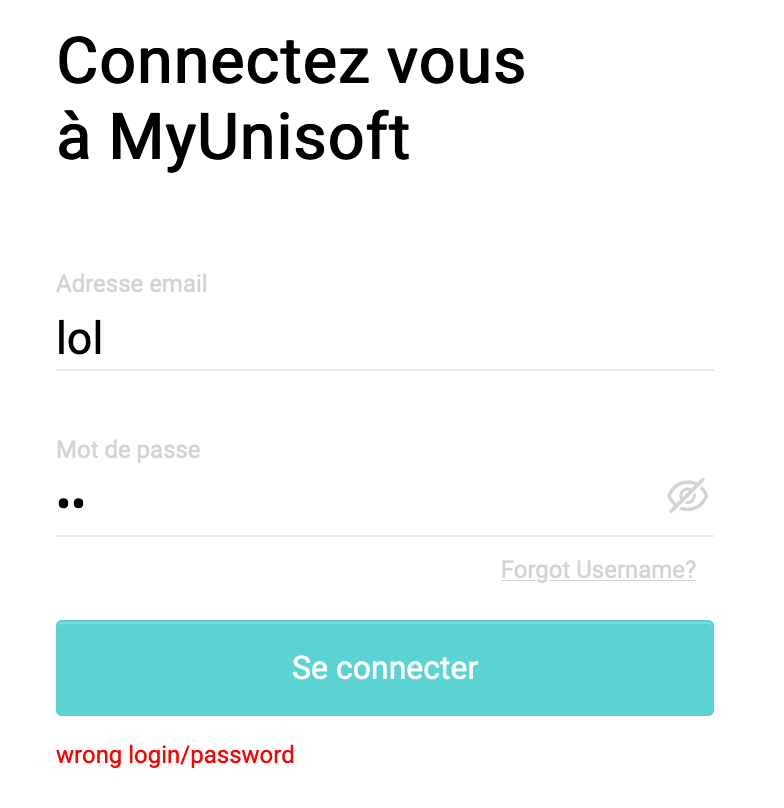 Connectez vous
à MyUnisoft
Adresse email
lol
Mot de passe
••
Forgot Username?
Se connecter
wrong login/password